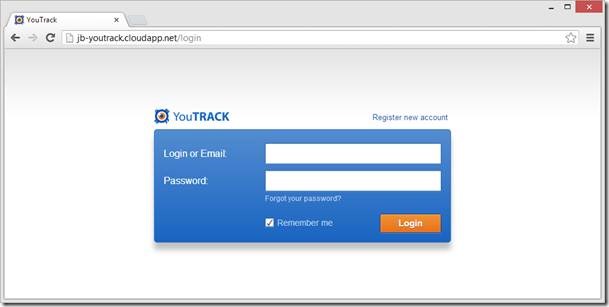 YouTrack
jb-youtrack.cloudapp.net/login
YouTRACK
Register new account
Login or Email:
Password:
Forgot your password?
Remember me
Login